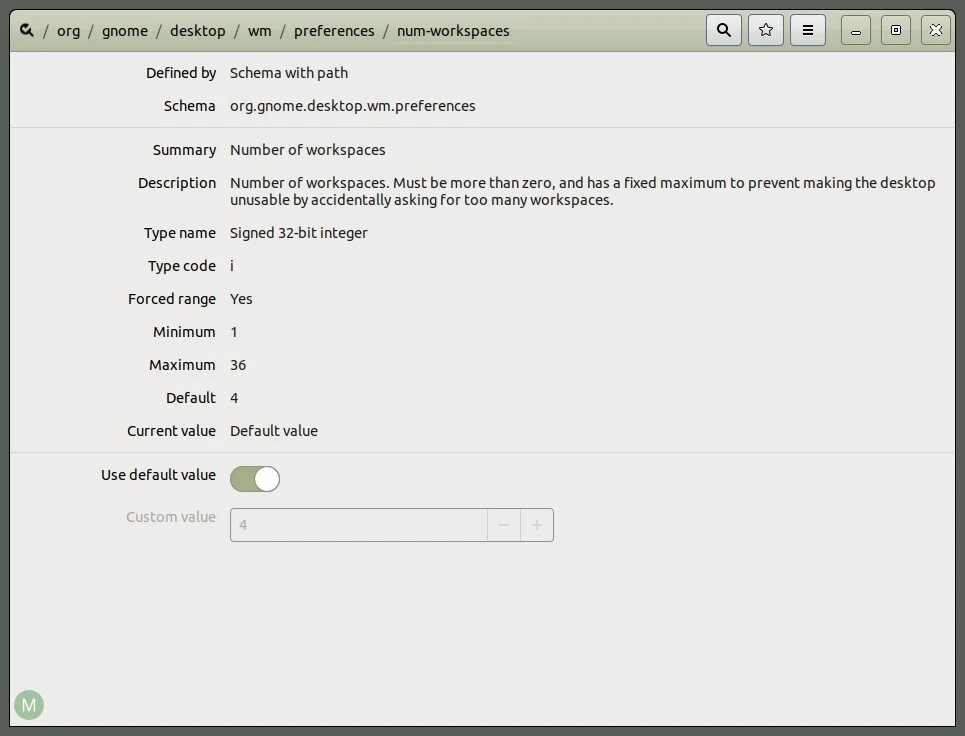 / org / gnome / desktop / wm / preferences / num-workspaces
Defined by Schema with path
Schema org.gnome.desktop.wm.preferences
Summary Number of workspaces
Description Number of workspaces. Must be more than zero, and has a fixed maximum to prevent making the desktop
unusable by accidentally asking for too many workspaces.
Type name Signed 32-bit integer
Type code i
Forced range Yes
Minimum 1
Maximum 36
Default 4
Current value Default value
Use default value
Custom value 4 − +
M